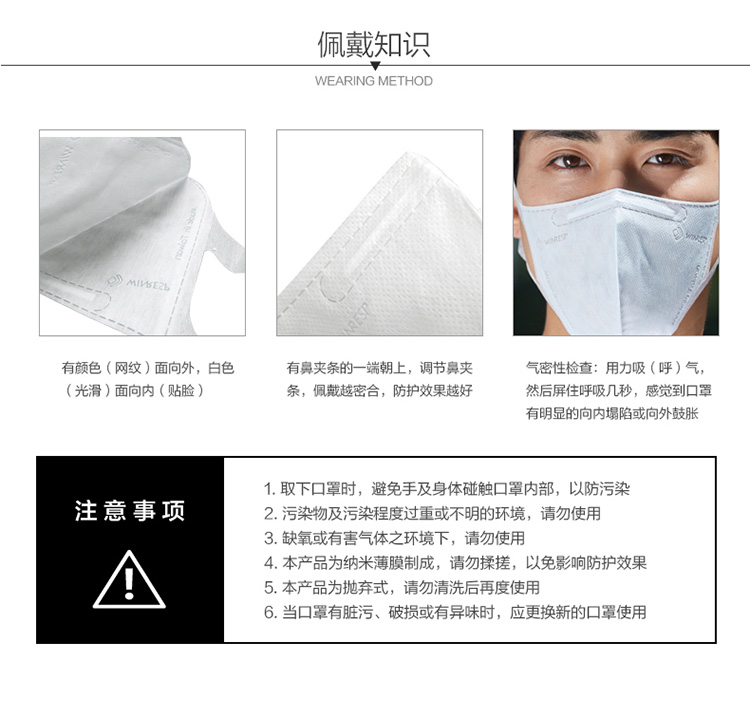 佩戴知识
WEARING METHOD
WINRESP
WINRESP
WINRESP
有颜色（网纹）面向外，白色
（光滑）面向内（贴脸）
有鼻夹条的一端朝上，调节鼻夹
条，佩戴越密合，防护效果越好
气密性检查：用力吸（呼）气，
然后屏住呼吸几秒，感觉到口罩
有明显的向内塌陷或向外鼓胀
注意事项
1. 取下口罩时，避免手及身体碰触口罩内部，以防污染
2. 污染物及污染程度过重或不明的环境，请勿使用
3. 缺氧或有害气体之环境下，请勿使用
4. 本产品为纳米薄膜制成，请勿揉搓，以免影响防护效果
5. 本产品为抛弃式，请勿清洗后再度使用
6. 当口罩有脏污、破损或有异味时，应更换新的口罩使用